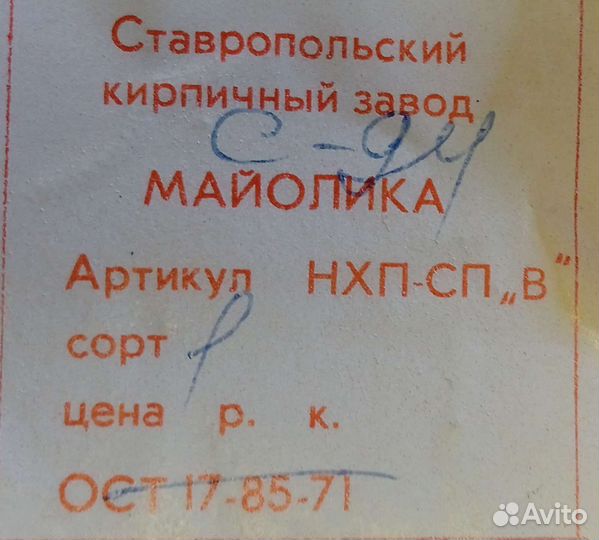 Ставропольский
кирпичный завод
С-94
МАЙОЛИКА
Артикул НХП-СП„В"
сорт 1
цена р. к.
ОСТ 17-85-71
Avito